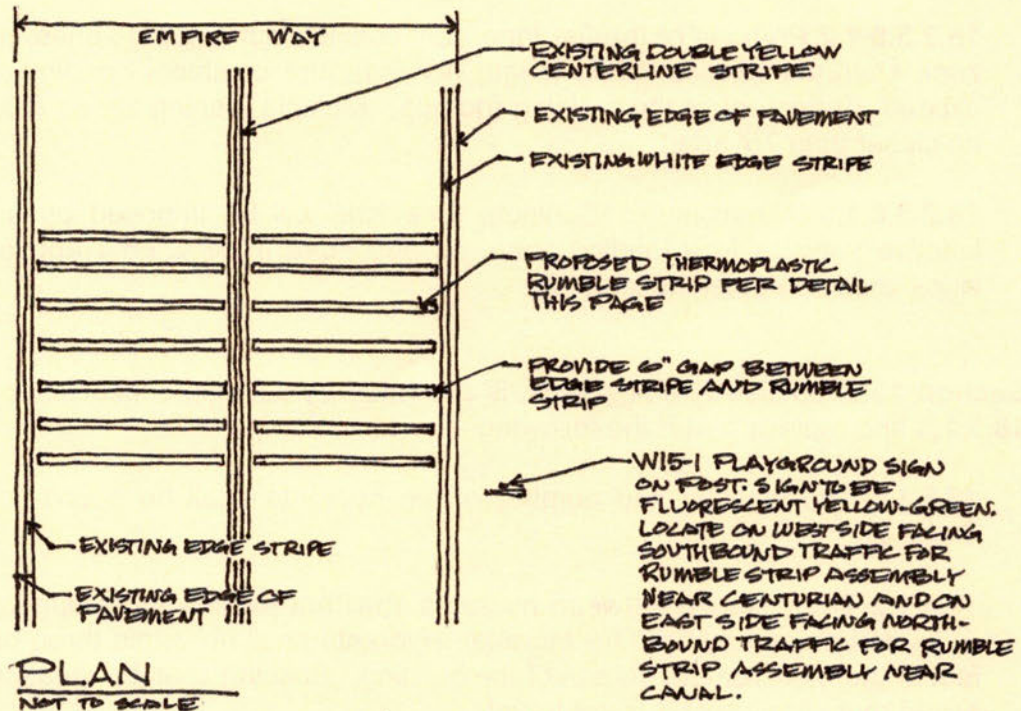 EMPIRE WAY
EXISTING DOUBLE YELLOW
CENTERLINE STRIPE
EXISTING EDGE OF PAVEMENT
EXISTING WHITE EDGE STRIPE
PROPOSED THERMOPLASTIC
RUMBLE STRIP PER DETAIL
THIS PAGE
PROVIDE 6" GAP BETWEEN
EDGE STRIPE AND RUMBLE
STRIP
W15-1 PLAYGROUND SIGN
ON POST. SIGN TO BE
FLUORESCENT YELLOW-GREEN.
LOCATE ON WEST SIDE FACING
SOUTHBOUND TRAFFIC FOR
RUMBLE STRIP ASSEMBLY
NEAR CENTURIAN AND ON
EAST SIDE FACING NORTH-
BOUND TRAFFIC FOR RUMBLE
STRIP ASSEMBLY NEAR
CANAL.
EXISTING EDGE STRIPE
EXISTING EDGE OF
PAVEMENT
PLAN
NOT TO SCALE